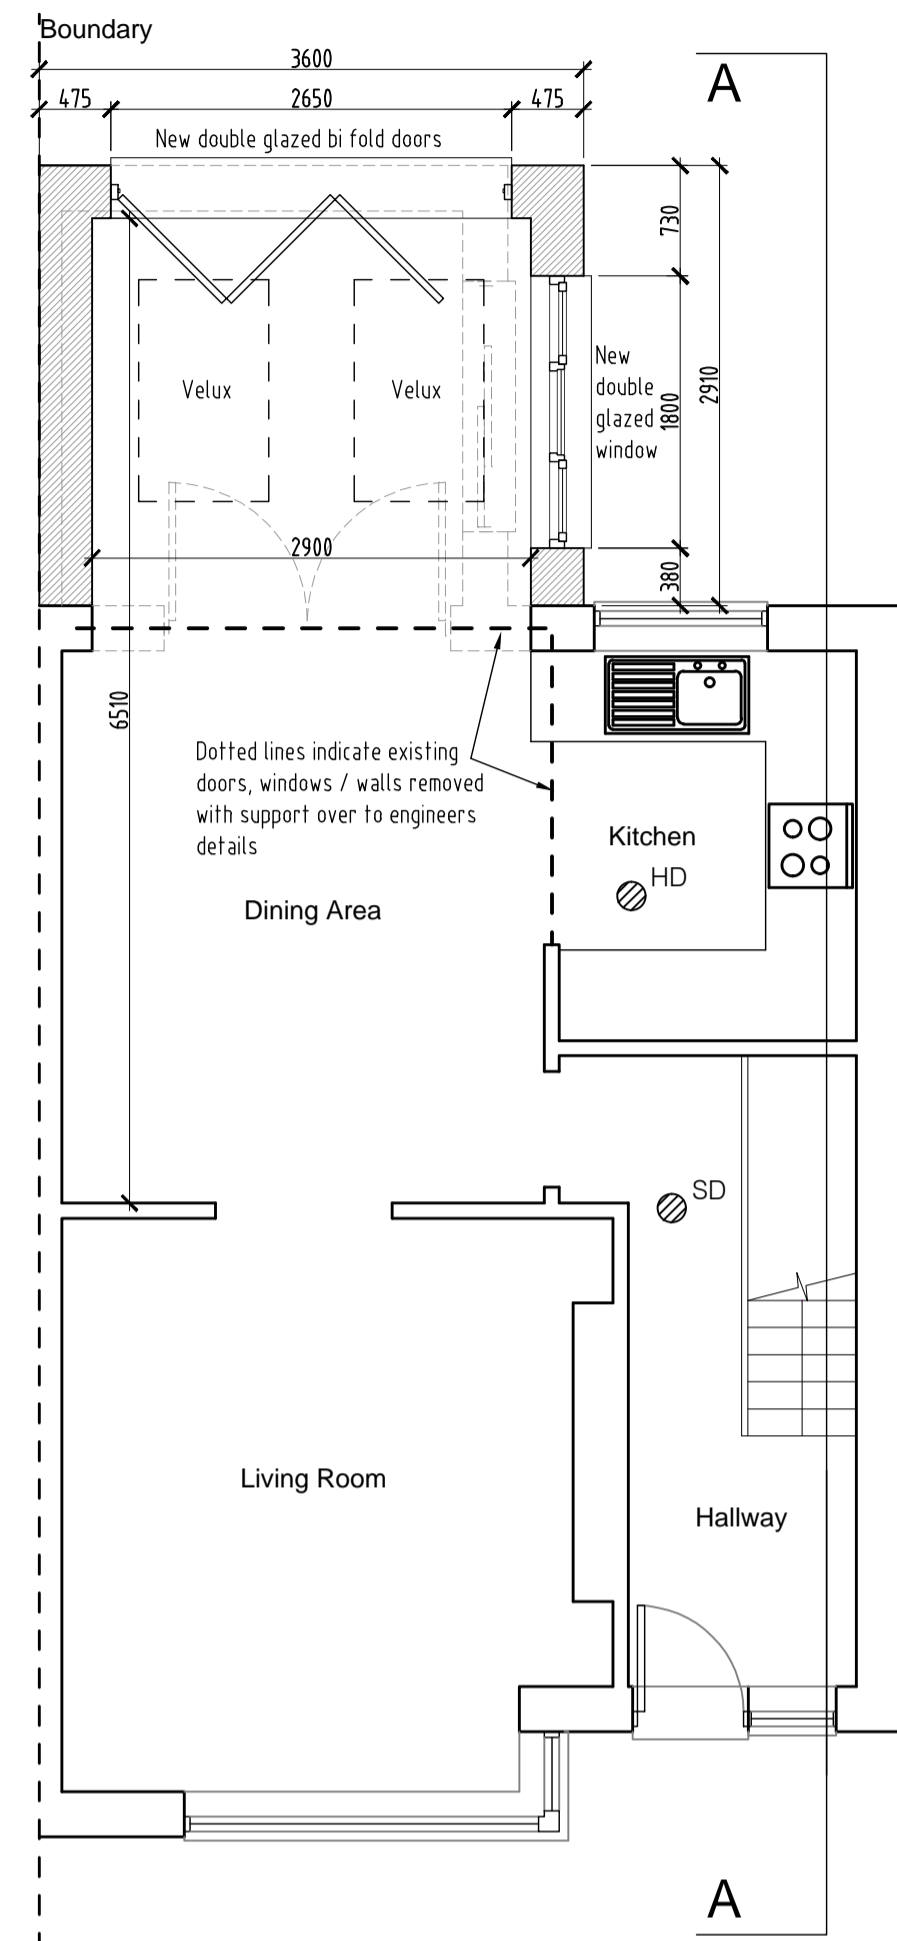 Boundary
3600
475
2650
475
New double glazed bi fold doors
A
730
Velux
Velux
New
double
glazed
window
1800
2910
2900
380
6510
Dotted lines indicate existing
doors, windows / walls removed
with support over to engineers
details
Kitchen
HD
Dining Area
SD
Living Room
Hallway
A